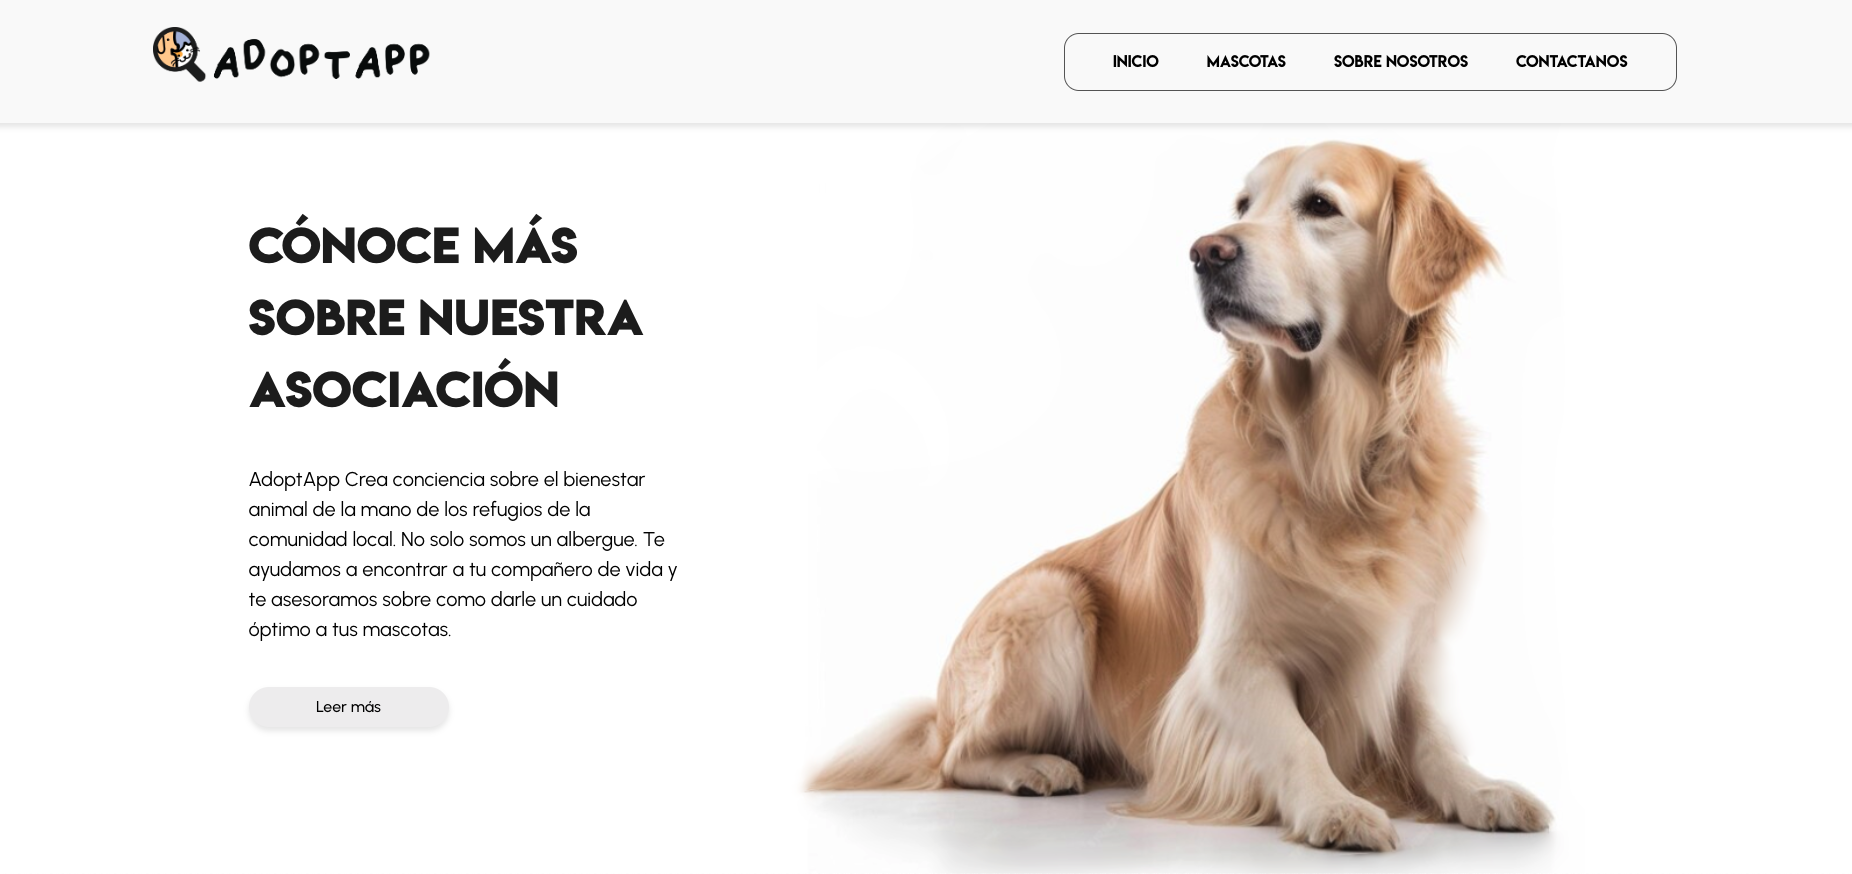 ADOPTAPP
INICIO MASCOTAS SOBRE NOSOTROS CONTACTANOS
CÓNOCE MÁS
SOBRE NUESTRA
ASOCIACIÓN
AdoptApp Crea conciencia sobre el bienestar
animal de la mano de los refugios de la
comunidad local. No solo somos un albergue. Te
ayudamos a encontrar a tu compañero de vida y
te asesoramos sobre como darle un cuidado
óptimo a tus mascotas.
Leer más